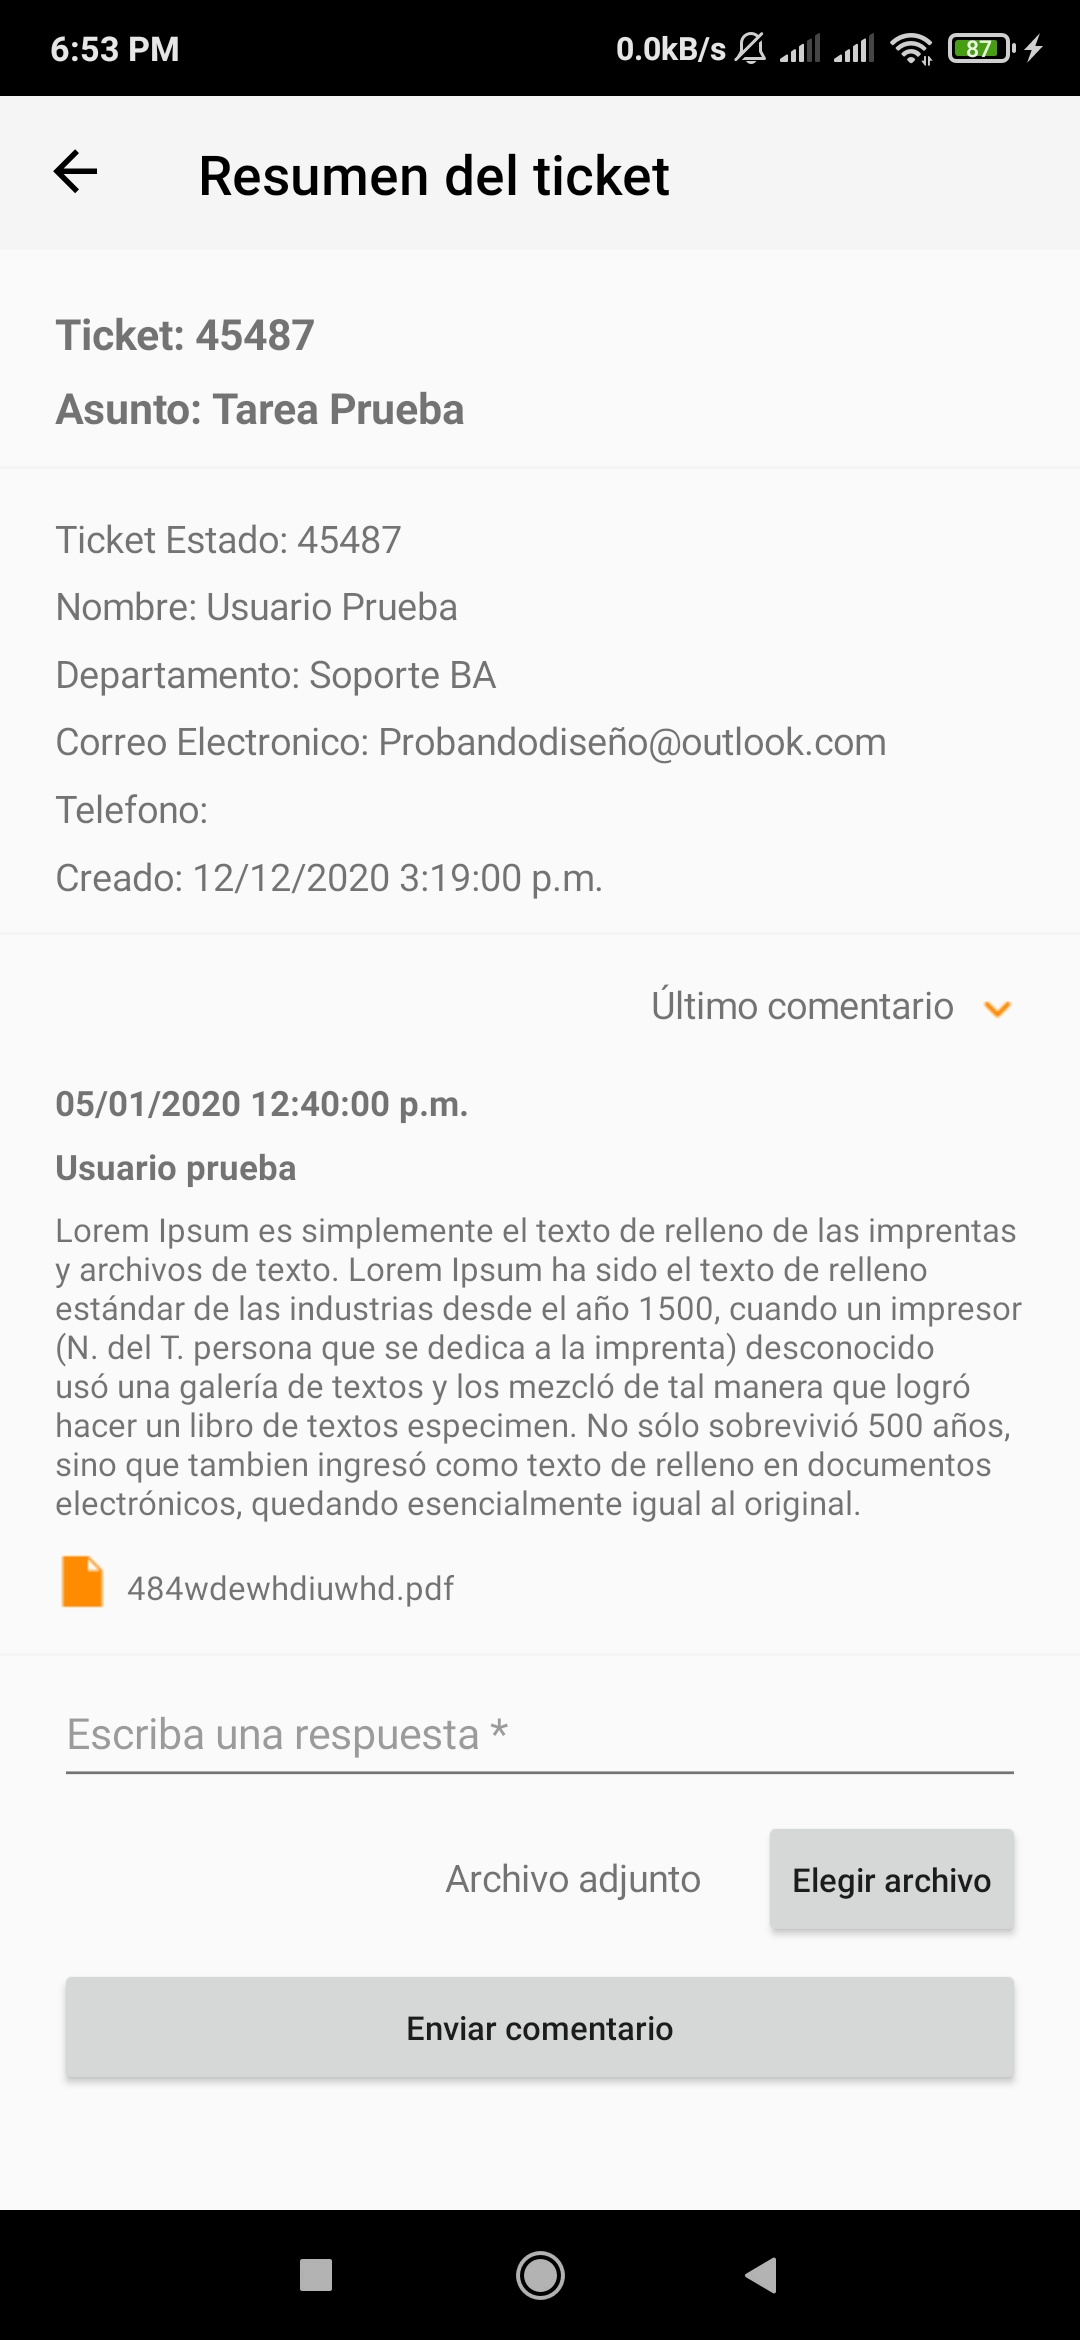 6:53 PM
0.0kB/s
87
Resumen del ticket
Ticket: 45487
Asunto: Tarea Prueba
Ticket Estado: 45487
Nombre: Usuario Prueba
Departamento: Soporte BA
Correo Electronico: Probandodiseño@outlook.com
Telefono:
Creado: 12/12/2020 3:19:00 p.m.
Último comentario
05/01/2020 12:40:00 p.m.
Usuario prueba
Lorem Ipsum es simplemente el texto de relleno de las imprentas
y archivos de texto. Lorem Ipsum ha sido el texto de relleno
estándar de las industrias desde el año 1500, cuando un impresor
(N. del T. persona que se dedica a la imprenta) desconocido
usó una galería de textos y los mezcló de tal manera que logró
hacer un libro de textos especimen. No sólo sobrevivió 500 años,
sino que tambien ingresó como texto de relleno en documentos
electrónicos, quedando esencialmente igual al original.
484wdewhdiuwhd.pdf
Escriba una respuesta *
Archivo adjunto
Elegir archivo
Enviar comentario